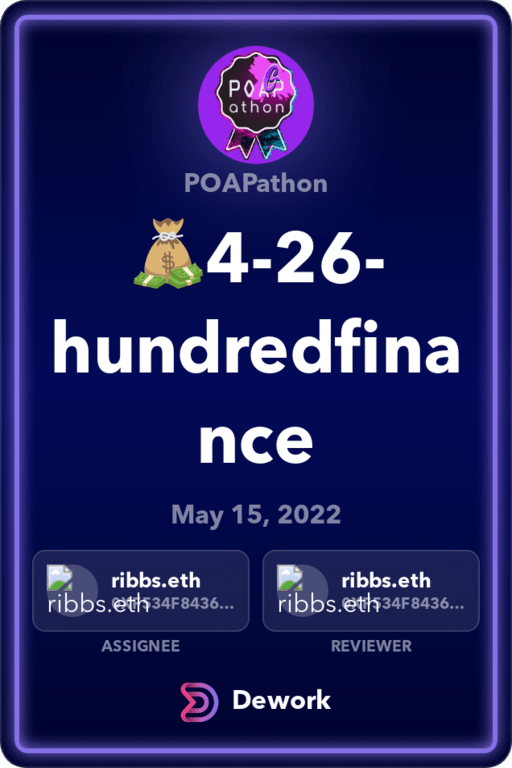 POAP
athon
POAPathon
💰4-26-
hundredfina
nce
May 15, 2022
ribbs.eth
ribbs.eth
ASSIGNEE
ribbs.eth
ribbs.eth
REVIEWER
Dework